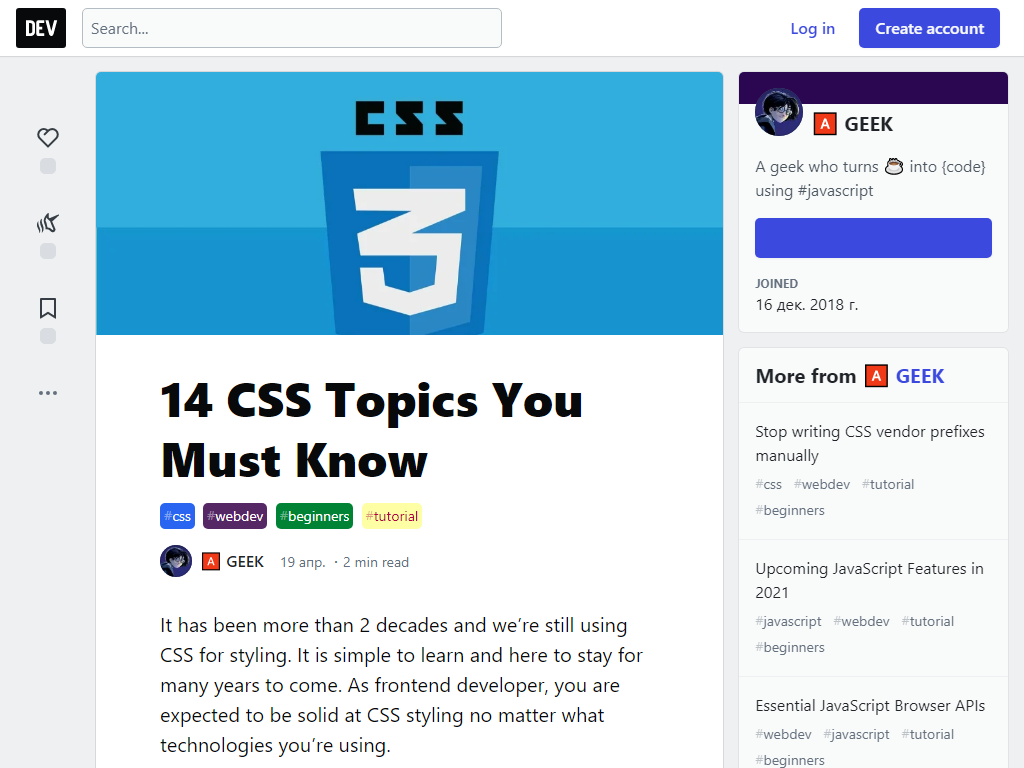 DEV
Search...
Log in
Create account
CSS
3
14 CSS Topics You
Must Know
#css #webdev #beginners #tutorial
🅰 GEEK 19 апр. · 2 min read
It has been more than 2 decades and we’re still using
CSS for styling. It is simple to learn and here to stay for
many years to come. As frontend developer, you are
expected to be solid at CSS styling no matter what
technologies you’re using.
🅰 GEEK
A geek who turns ☕ into {code}
using #javascript
JOINED
16 дек. 2018 г.
More from 🅰 GEEK
Stop writing CSS vendor prefixes
manually
#css #webdev #tutorial
#beginners
Upcoming JavaScript Features in
2021
#javascript #webdev #tutorial
#beginners
Essential JavaScript Browser APIs
#webdev #javascript #tutorial
#beginners